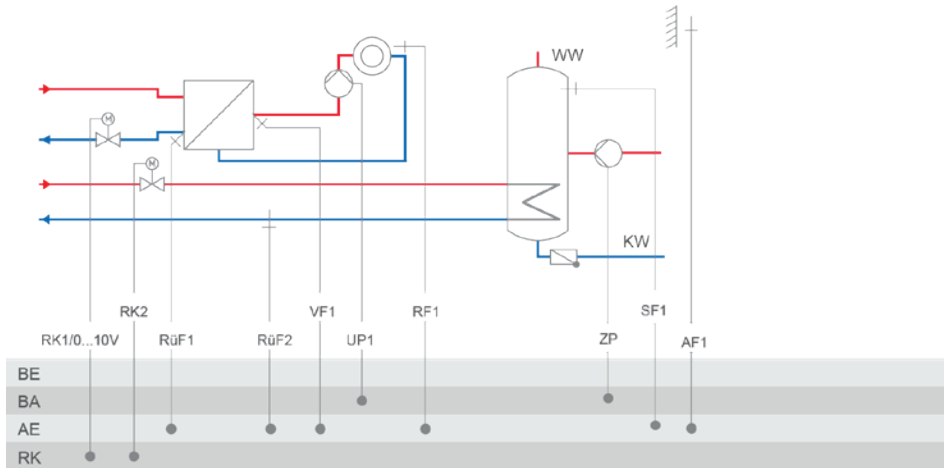 WW
M
M
KW
RK2
VF1
RF1
SF1
RK1/0...10V
RüF1
RüF2
UP1
ZP
AF1
BE
BA
AE
RK